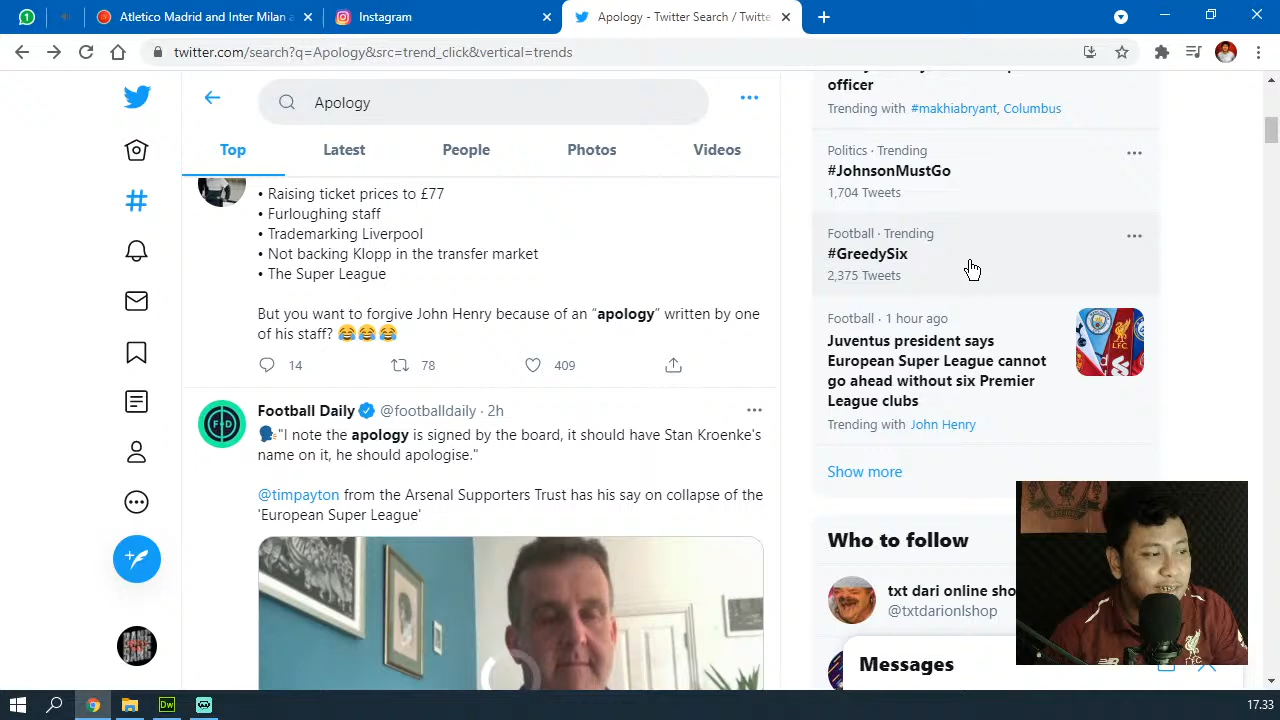 Atletico Madrid and Inter Milan a
Instagram
Apology - Twitter Search / Twitte
twitter.com/search?q=Apology&src=trend_click&vertical=trends
Apology
Top
Latest
People
Photos
Videos
• Raising ticket prices to £77
• Furloughing staff
• Trademarking Liverpool
• Not backing Klopp in the transfer market
• The Super League
But you want to forgive John Henry because of an “apology” written by one
of his staff? 😂😂😂
14
78
409
Football Daily @footballdaily · 2h
🗣"I note the apology is signed by the board, it should have Stan Kroenke's
name on it, he should apologise."
@timpayton from the Arsenal Supporters Trust has his say on collapse of the
'European Super League'
officer
Trending with #makhiabryant, Columbus
Politics · Trending
#JohnsonMustGo
1,704 Tweets
Football · Trending
#GreedySix
2,375 Tweets
Football · 1 hour ago
Juventus president says
European Super League cannot
go ahead without six Premier
League clubs
Trending with John Henry
Show more
Who to follow
txt dari online sho
@txtdarionlshop
Messages
17.33